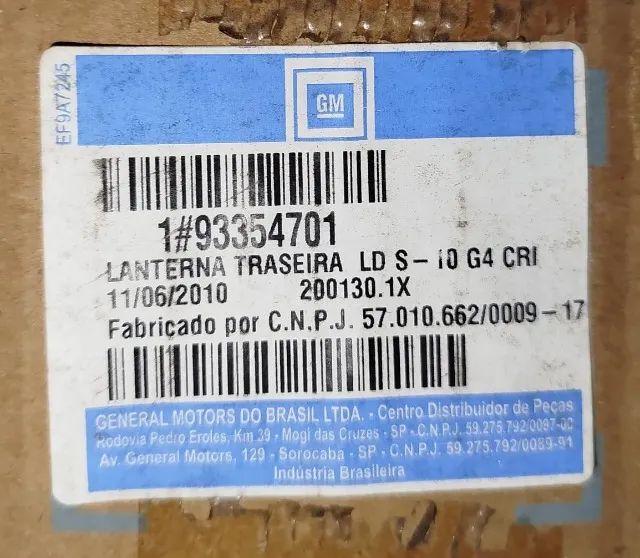 EF9A7245
GM
1#93354701
LANTERNA TRASEIRA LD S-10 G4 CRI
11/06/2010 200130.1X
Fabricado por C.N.P.J. 57.010.662/0009-17
GENERAL MOTORS DO BRASIL LTDA. - Centro Distribuidor de Peças
Rodovia Pedro Eroles, Km 39 - Mogi das Cruzes - SP - C.N.P.J. 59.275.792/0097-00
Av. General Motors, 129 - Sorocaba - SP - C.N.P.J. 59.275.792/0089-91
Indústria Brasileira